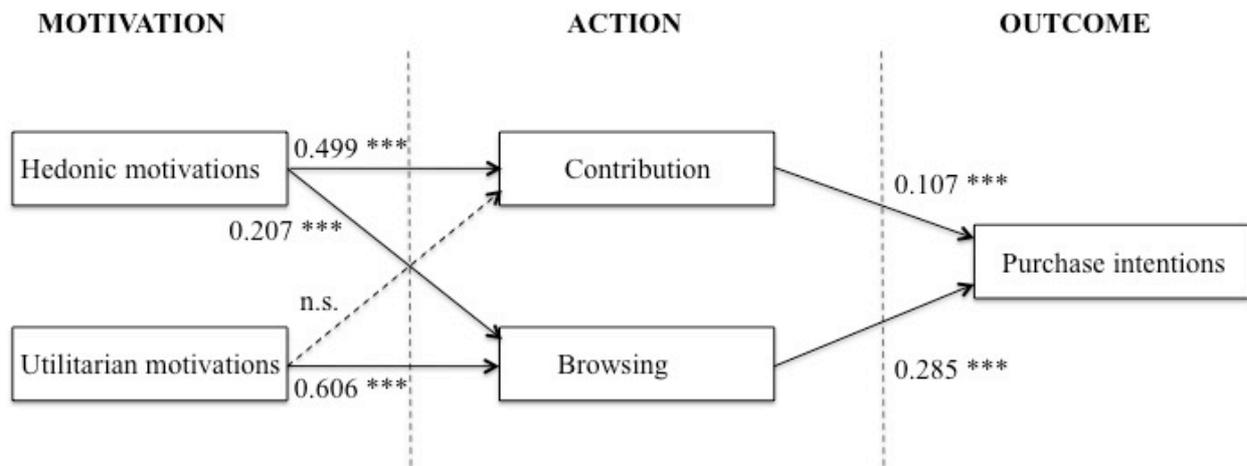 MOTIVATION
ACTION
OUTCOME
Hedonic motivations
0.499 ***
Contribution
0.107 ***
0.207 ***
Purchase intentions
n.s.
Utilitarian motivations
0.606 ***
Browsing
0.285 ***